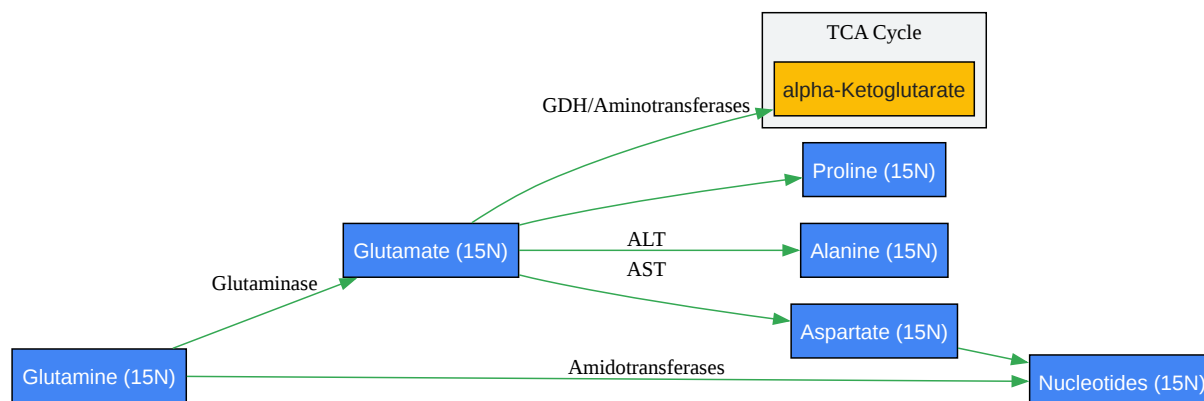 TCA Cycle
alpha-Ketoglutarate
GDH/Aminotransferases
Proline (15N)
Glutamate (15N)
ALT
Alanine (15N)
AST
Glutaminase
Aspartate (15N)
Glutamine (15N)
Amidotransferases
Nucleotides (15N)